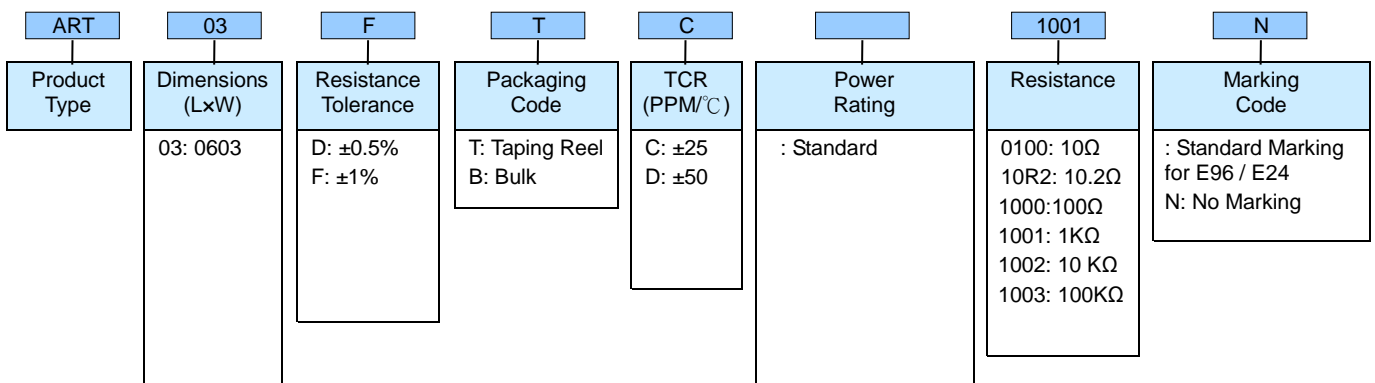 ART 03 F T C 1001 N
Product
Type
Dimensions
(L×W)
Resistance
Tolerance
Packaging
Code
TCR
(PPM/℃)
Power
Rating
Resistance
Marking
Code
03: 0603
D: ±0.5%
F: ±1%
T: Taping Reel
B: Bulk
C: ±25
D: ±50
: Standard
0100: 10Ω
10R2: 10.2Ω
1000:100Ω
1001: 1KΩ
1002: 10 KΩ
1003: 100KΩ
: Standard Marking
for E96 / E24
N: No Marking